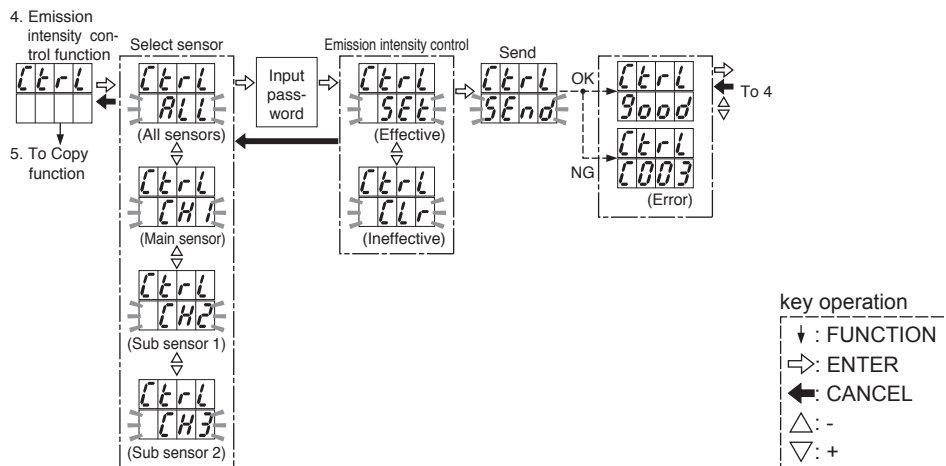 4. Emission
intensity con-
trol function
CtrL
5. To Copy
function
Select sensor
CtrL
ALL
(All sensors)
CtrL
CH1
(Main sensor)
CtrL
CH2
(Sub sensor 1)
CtrL
CH3
(Sub sensor 2)
Input
pass-
word
Emission intensity control
CtrL
SEt
(Effective)
CtrL
CLr
(Ineffective)
Send
CtrL
SEnd
OK
NG
CtrL
good
CtrL
C003
(Error)
To 4
key operation
: FUNCTION
: ENTER
: CANCEL
: -
: +